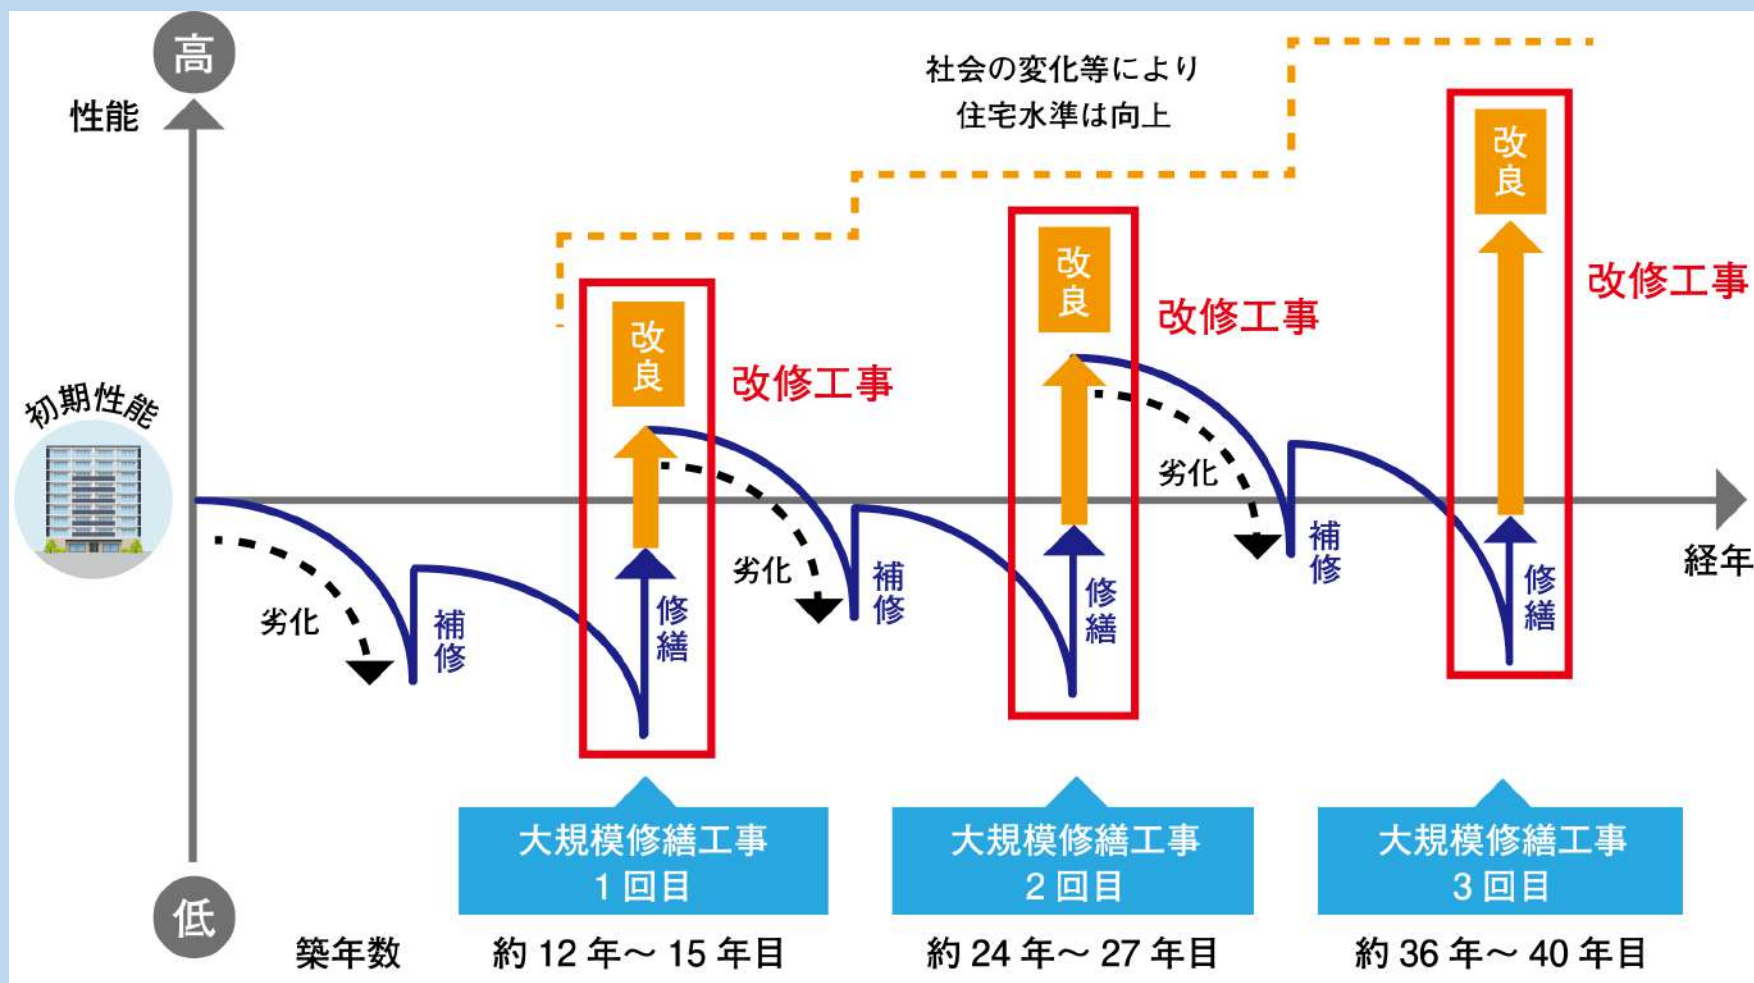 高
性能
社会の変化等により
住宅水準は向上
初期性能
改良
改修工事
改良
改修工事
改良
改修工事
劣化
補修
修繕
劣化
補修
修繕
劣化
補修
修繕
経年
大規模修繕工事
1回目
大規模修繕工事
2回目
大規模修繕工事
3回目
低
築年数
約12年～15年目
約24年～27年目
約36年～40年目